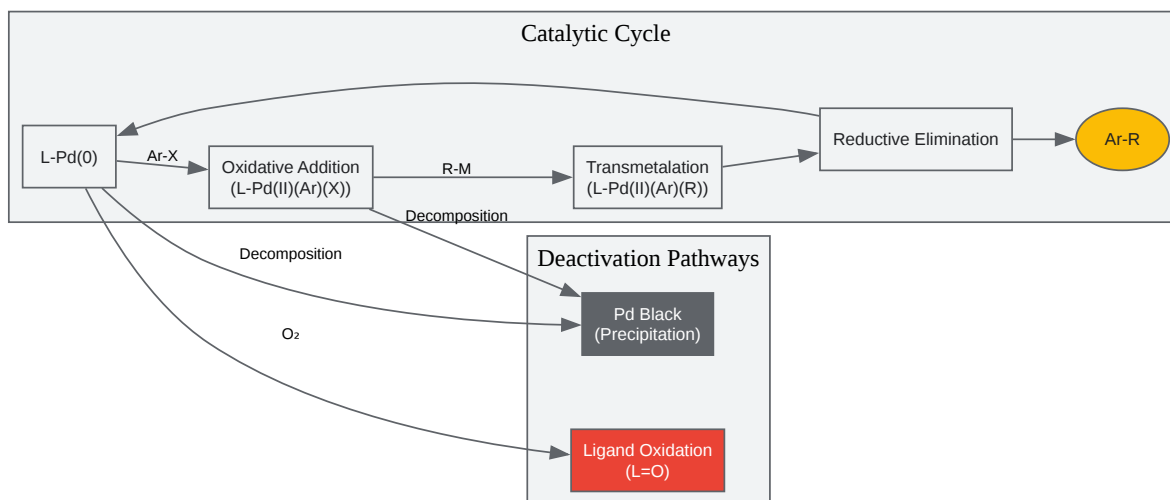 Catalytic Cycle
L-Pd(0)
Ar-X
Oxidative Addition
(L-Pd(II)(Ar)(X))
R-M
Transmetalation
(L-Pd(II)(Ar)(R))
Reductive Elimination
Ar-R
Decomposition
Decomposition
O₂
Deactivation Pathways
Pd Black
(Precipitation)
Ligand Oxidation
(L=O)